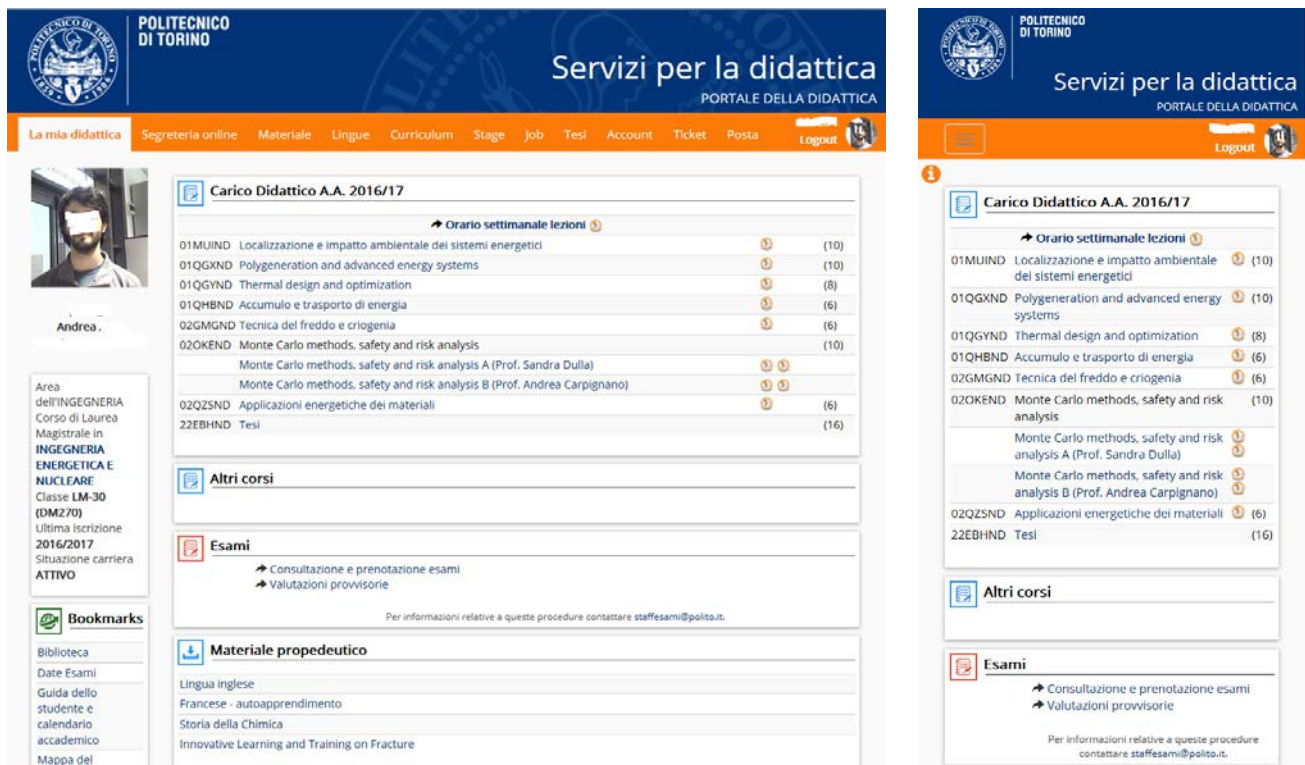 POLITECNICO
DI TORINO
Servizi per la didattica
PORTALE DELLA DIDATTICA
La mia didattica Segreteria online Materiale Lingue Curriculum Stage Job Tesi Account Ticket Posta Logout
Andrea
Area
dell'INGEGNERIA
Corso di Laurea
Magistrale in
INGEGNERIA
ENERGETICA E
NUCLEARE
Classe LM-30
(DM270)
Ultima iscrizione
2016/2017
Situazione carriera
ATTIVO
Bookmarks
Biblioteca
Date Esami
Guida dello
studente e
calendario
accademico
Mappa del
Carico Didattico A.A. 2016/17
Orario settimanale lezioni
01MUIND Localizzazione e impatto ambientale dei sistemi energetici (10)
01QGXND Polygeneration and advanced energy systems (10)
01QGYND Thermal design and optimization (8)
01QHBND Accumulo e trasporto di energia (6)
02GMGND Tecnica del freddo e criogenia (6)
02OKEND Monte Carlo methods, safety and risk analysis (10)
Monte Carlo methods, safety and risk analysis A (Prof. Sandra Dulla)
Monte Carlo methods, safety and risk analysis B (Prof. Andrea Carpignano)
02QZSND Applicazioni energetiche dei materiali (6)
22EBHND Tesi (16)
Altri corsi
Esami
Consultazione e prenotazione esami
Valutazioni provvisorie
Per informazioni relative a queste procedure contattare staffesami@polito.it.
Materiale propedeutico
Lingua inglese
Francese - autoapprendimento
Storia della Chimica
Innovative Learning and Training on Fracture
POLITECNICO
DI TORINO
Servizi per la didattica
PORTALE DELLA DIDATTICA
Logout
Carico Didattico A.A. 2016/17
Orario settimanale lezioni
01MUIND Localizzazione e impatto ambientale (10)
dei sistemi energetici
01QGXND Polygeneration and advanced energy (10)
systems
01QGYND Thermal design and optimization (8)
01QHBND Accumulo e trasporto di energia (6)
02GMGND Tecnica del freddo e criogenia (6)
02OKEND Monte Carlo methods, safety and risk (10)
analysis
Monte Carlo methods, safety and risk
analysis A (Prof. Sandra Dulla)
Monte Carlo methods, safety and risk
analysis B (Prof. Andrea Carpignano)
02QZSND Applicazioni energetiche dei materiali (6)
22EBHND Tesi (16)
Altri corsi
Esami
Consultazione e prenotazione esami
Valutazioni provvisorie
Per informazioni relative a queste procedure
contattare staffesami@polito.it.